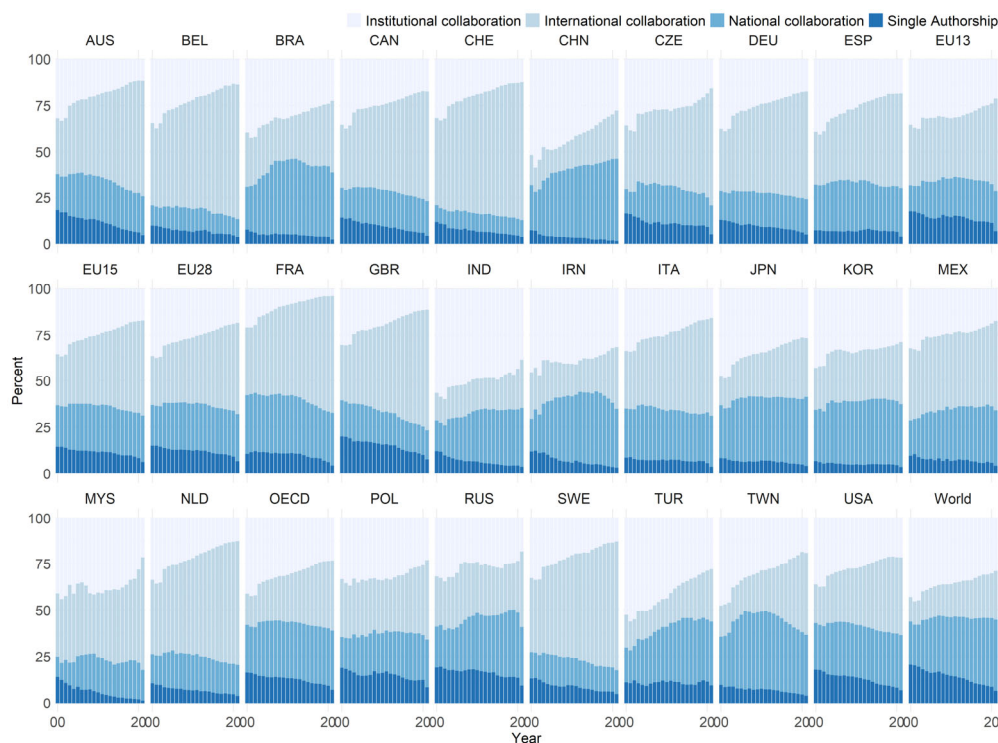 Institutional collaboration International collaboration National collaboration Single Authorship
AUS BEL BRA CAN CHE CHN CZE DEU ESP EU13
100
75
50
25
0
EU15 EU28 FRA GBR IND IRN ITA JPN KOR MEX
100
75
50
25
0
Percent
MYS NLD OECD POL RUS SWE TUR TWN USA World
100
75
50
25
0
00 2000 2000 2000 2000 2000 2000 2000 2000 2000 20
Year